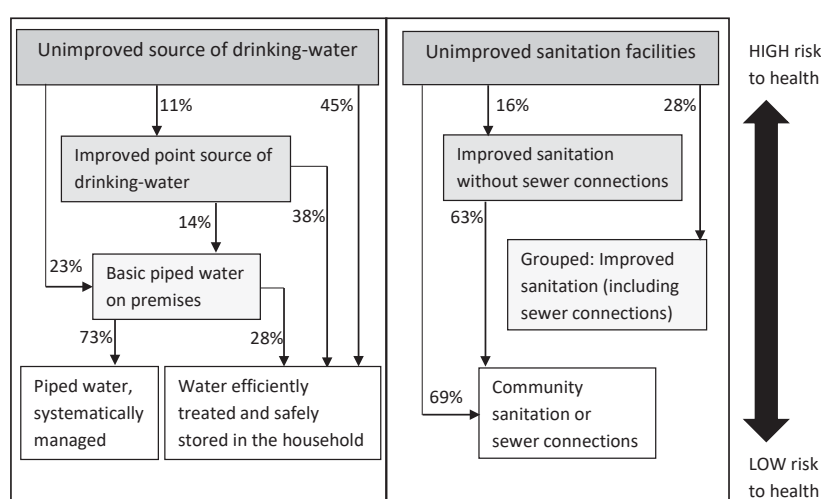 Unimproved source of drinking-water
11%
45%
Improved point source of
drinking-water
14%
38%
23%
Basic piped water
on premises
73%
28%
Piped water,
systematically
managed
Water efficiently
treated and safely
stored in the household
Unimproved sanitation facilities
16%
28%
Improved sanitation
without sewer connections
63%
Grouped: Improved
sanitation (including
sewer connections)
69%
Community
sanitation or
sewer connections
HIGH risk
to health
LOW risk
to health